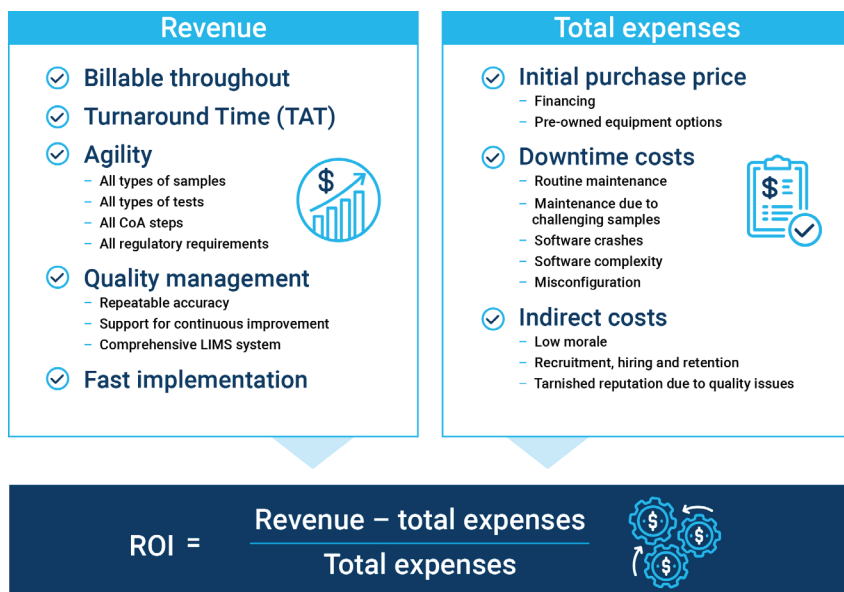 Revenue
Billable throughout
Turnaround Time (TAT)
Agility
– All types of samples
– All types of tests
– All CoA steps
– All regulatory requirements
$
Quality management
– Repeatable accuracy
– Support for continuous improvement
– Comprehensive LIMS system
Fast implementation
Total expenses
Initial purchase price
– Financing
– Pre-owned equipment options
Downtime costs
– Routine maintenance
– Maintenance due to
challenging samples
– Software crashes
– Software complexity
– Misconfiguration
$
Indirect costs
– Low morale
– Recruitment, hiring and retention
– Tarnished reputation due to quality issues
ROI =
Revenue – total expenses
Total expenses
$
$
$